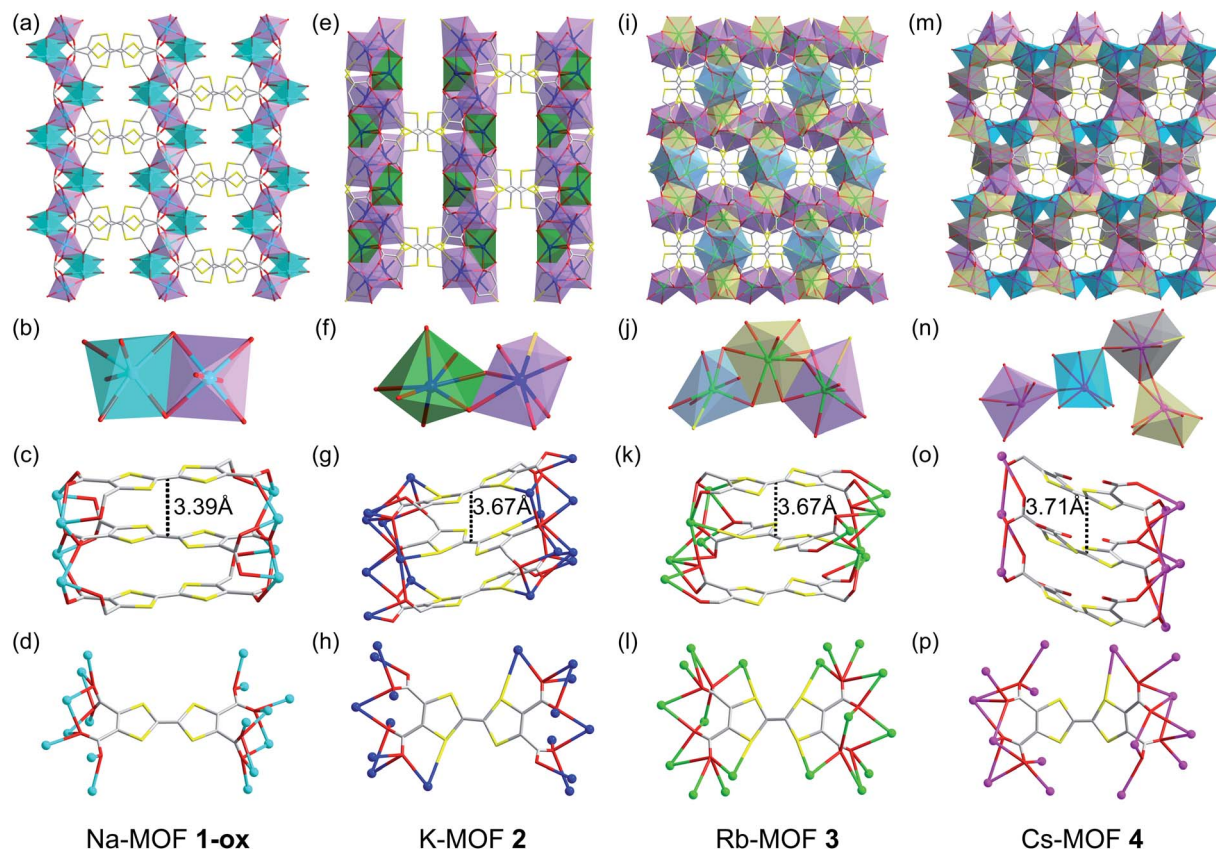 (a) (e) (i) (m)
(b) (f) (j) (n)
(c) (g) (k) (o)
3.39Å 3.67Å 3.67Å 3.71Å
(d) (h) (l) (p)
Na-MOF 1-ox K-MOF 2 Rb-MOF 3 Cs-MOF 4